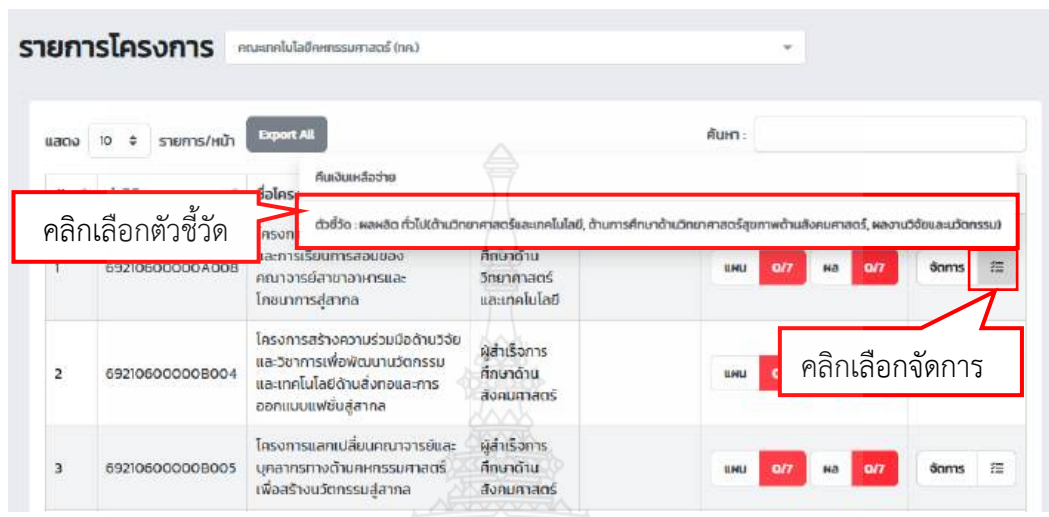 รายการโครงการ คณะเทคโนโลยีคหกรรมศาสตร์ (ทค.)
แสดง 10 รายการ/หน้า Export All ค้นหา :
คืนเงินเหลือจ่าย
ตัวชี้วัด : ผลผลิต ทั่วไป(ด้านวิทยาศาสตร์และเทคโนโลยี, ด้านการศึกษาด้านวิทยาศาสตร์สุขภาพด้านสังคมศาสตร์, ผลงานวิจัยและนวัตกรรม)
คลิกเลือกตัวชี้วัด
ชื่อโคร
และการเรียนการสอนของ
คณาจารย์สาขาอาหารและ
โภชนาการสู่สากล
ศึกษาด้าน
วิทยาศาสตร์
และเทคโนโลยี
1 69210600000A008 แผน 0/7 ผล 0/7 จัดการ
คลิกเลือกจัดการ
โครงการสร้างความร่วมมือด้านวิจัย
และวิชาการเพื่อพัฒนานวัตกรรม
และเทคโนโลยีด้านสิ่งทอและการ
ออกแบบแฟชั่นสู่สากล
ผู้สำเร็จการ
ศึกษาด้าน
สังคมศาสตร์
2 69210600000B004 แผน
โครงการแลกเปลี่ยนคณาจารย์และ
บุคลากรทางด้านคหกรรมศาสตร์
เพื่อสร้างนวัตกรรมสู่สากล
ผู้สำเร็จการ
ศึกษาด้าน
สังคมศาสตร์
3 69210600000B005 แผน 0/7 ผล 0/7 จัดการ